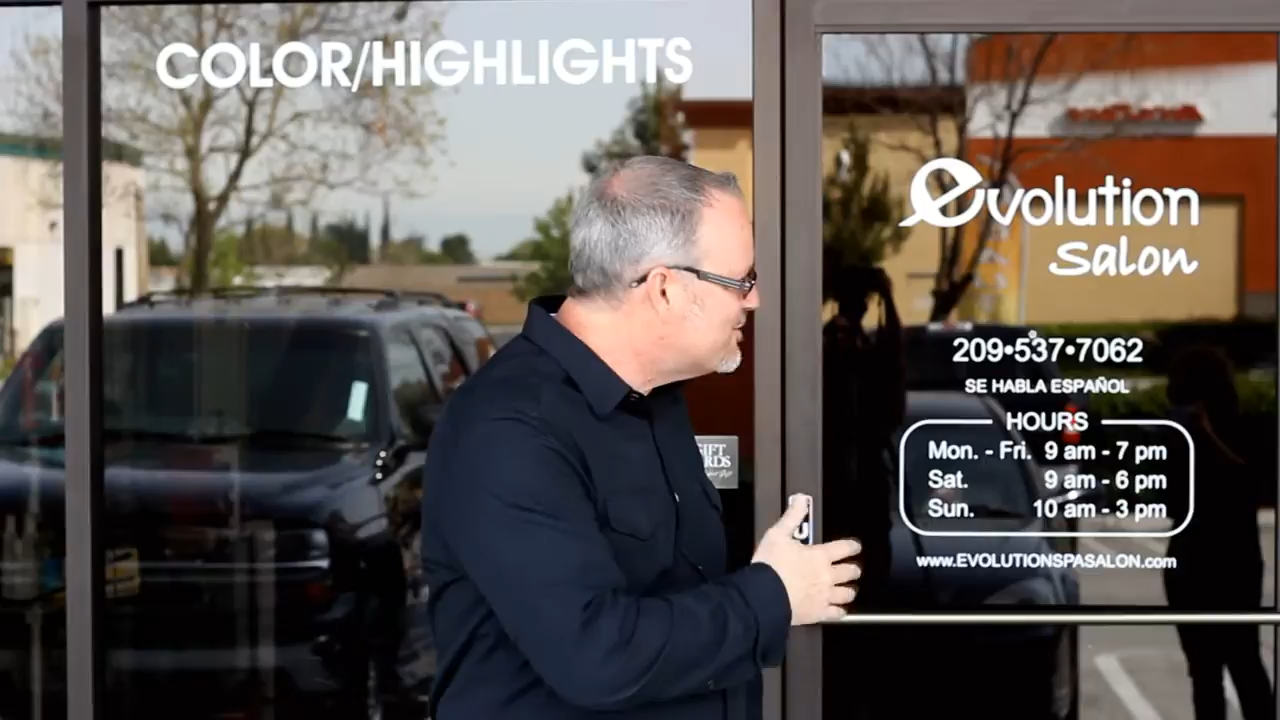 COLOR/HIGHLIGHTS
evolution
salon
209•537•7062
SE HABLA ESPAÑOL
HOURS
Mon. - Fri. 9 am - 7 pm
Sat. 9 am - 6 pm
Sun. 10 am - 3 pm
www.EVOLUTIONSPASALON.com